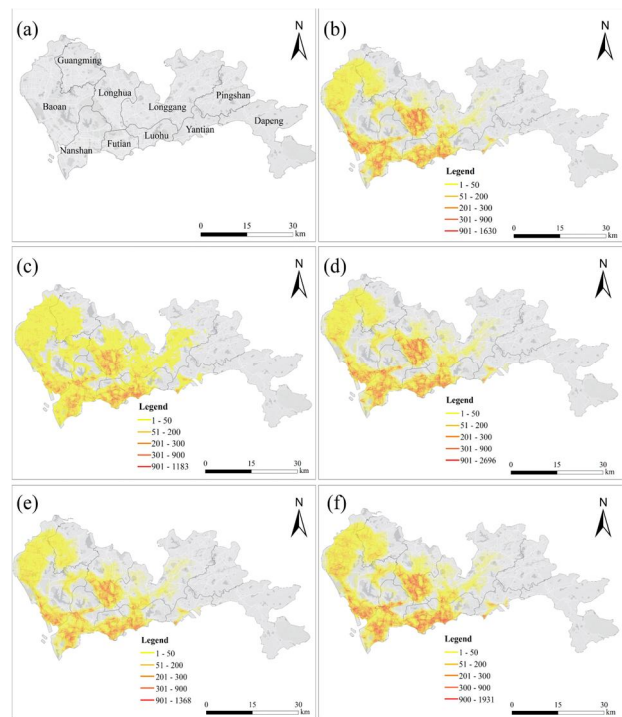 (a)
N
Guangming
Longhua
Pingshan
Baoan
Longgang
Dapeng
Yantian
Luohu
Futian
Nanshan
0 15 30
km
(b)
N
Legend
1 - 50
51 - 200
201 - 300
301 - 900
901 - 1630
0 15 30
km
(c)
N
Legend
1 - 50
51 - 200
201 - 300
301 - 900
901 - 1183
0 15 30
km
(d)
N
Legend
1 - 50
51 - 200
201 - 300
301 - 900
901 - 2696
0 15 30
km
(e)
N
Legend
1 - 50
51 - 200
201 - 300
301 - 900
901 - 1368
0 15 30
km
(f)
N
Legend
1 - 50
51 - 200
201 - 300
300 - 900
900 - 1931
0 15 30
km